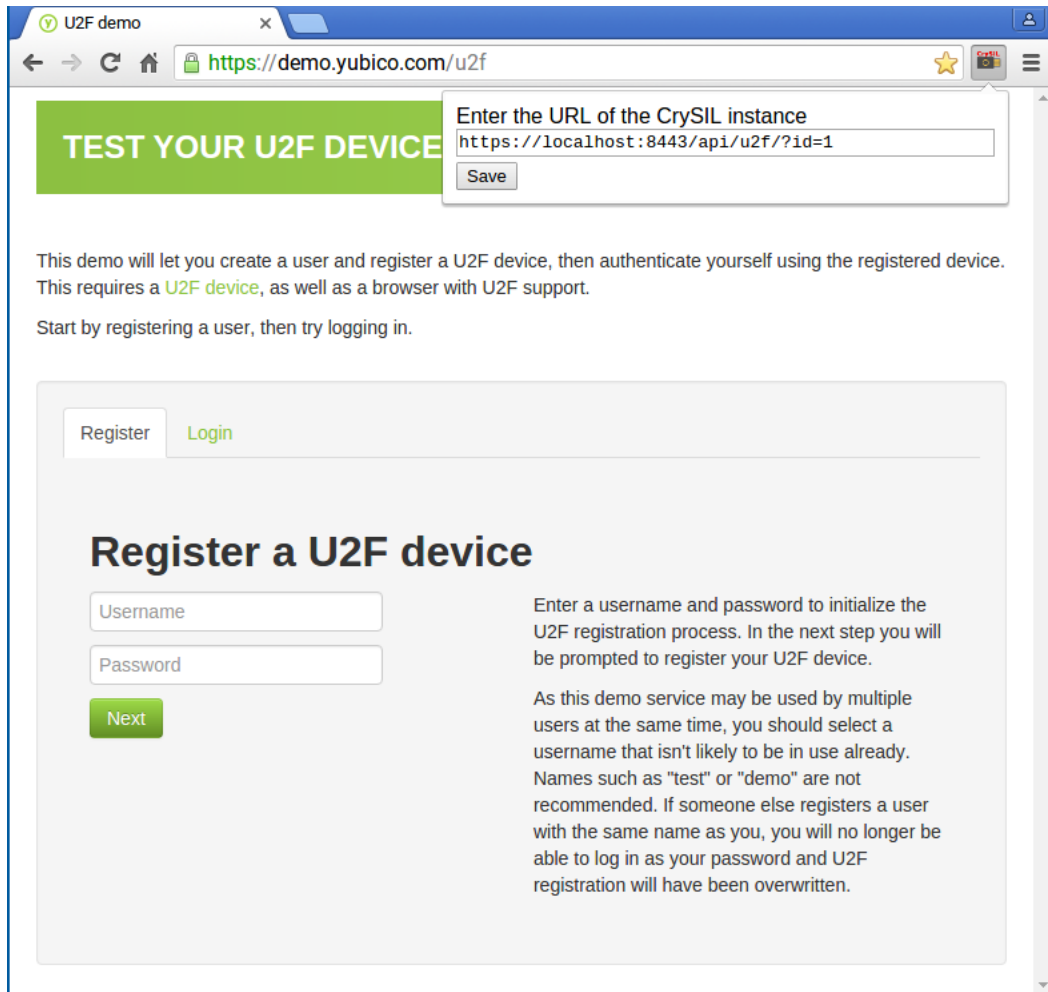 U2F demo
https://demo.yubico.com/u2f
CrySIL
Enter the URL of the CrySIL instance
https://localhost:8443/api/u2f/?id=1
Save
TEST YOUR U2F DEVICE
This demo will let you create a user and register a U2F device, then authenticate yourself using the registered device.
This requires a U2F device, as well as a browser with U2F support.
Start by registering a user, then try logging in.
Register Login
Register a U2F device
Username
Password
Next
Enter a username and password to initialize the
U2F registration process. In the next step you will
be prompted to register your U2F device.
As this demo service may be used by multiple
users at the same time, you should select a
username that isn't likely to be in use already.
Names such as "test" or "demo" are not
recommended. If someone else registers a user
with the same name as you, you will no longer be
able to log in as your password and U2F
registration will have been overwritten.